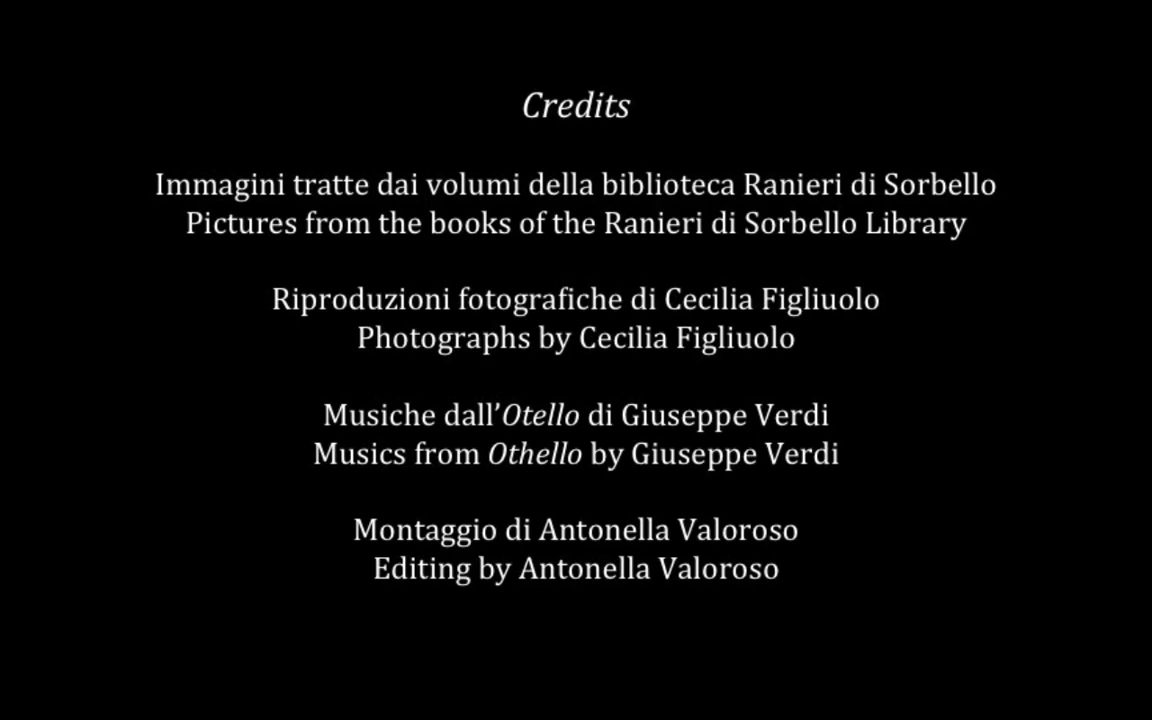 Credits
Immagini tratte dai volumi della biblioteca Ranieri di Sorbello
Pictures from the books of the Ranieri di Sorbello Library
Riproduzioni fotografiche di Cecilia Figliuolo
Photographs by Cecilia Figliuolo
Musiche dall’Otello di Giuseppe Verdi
Musics from Othello by Giuseppe Verdi
Montaggio di Antonella Valoroso
Editing by Antonella Valoroso